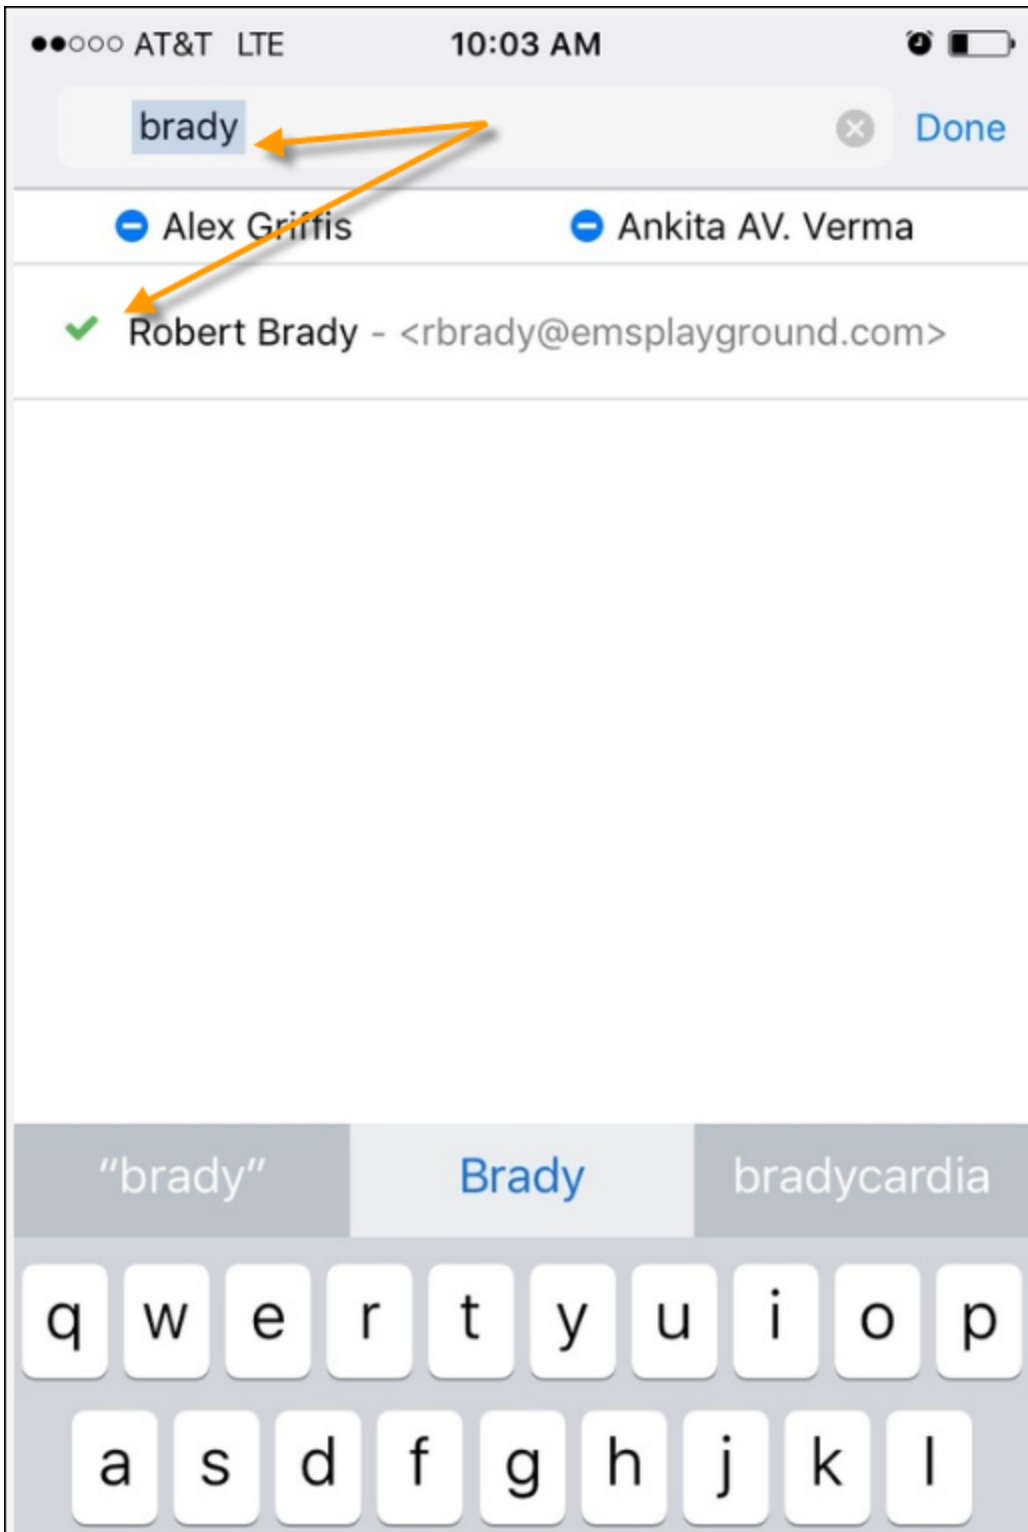 AT&T LTE 10:03 AM
brady Done
Alex Griffis Ankita AV. Verma
Robert Brady - <rbrady@emsplayground.com>
"brady" Brady bradycardia
q w e r t y u i o p
a s d f g h j k l